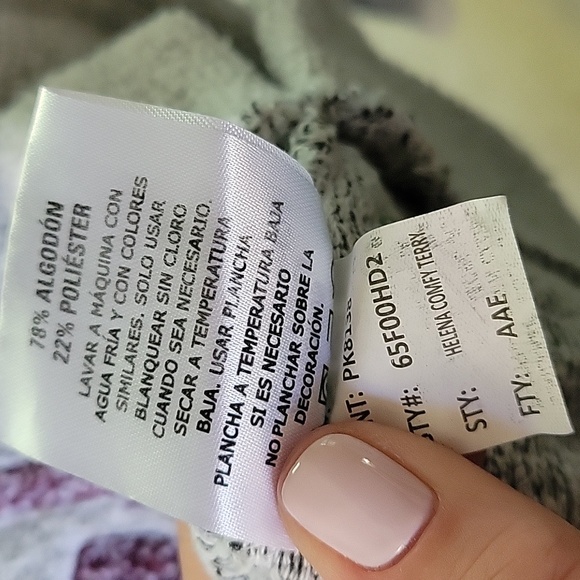 78% ALGODÓN
22% POLIÉSTER
LAVAR A MÁQUINA CON
AGUA FRÍA Y CON COLORES
SIMILARES. SOLO USAR
BLANQUEAR SIN CLORO
CUANDO SEA NECESARIO.
SECAR A TEMPERATURA
BAJA. USAR PLANCHA
PLANCHA A TEMPERATURA BAJA
SI ES NECESARIO
NO PLANCHAR SOBRE LA
DECORACIÓN.
STY#: 65F00HD2
STY: HELENA COMFY TERRY
FTY: AAE